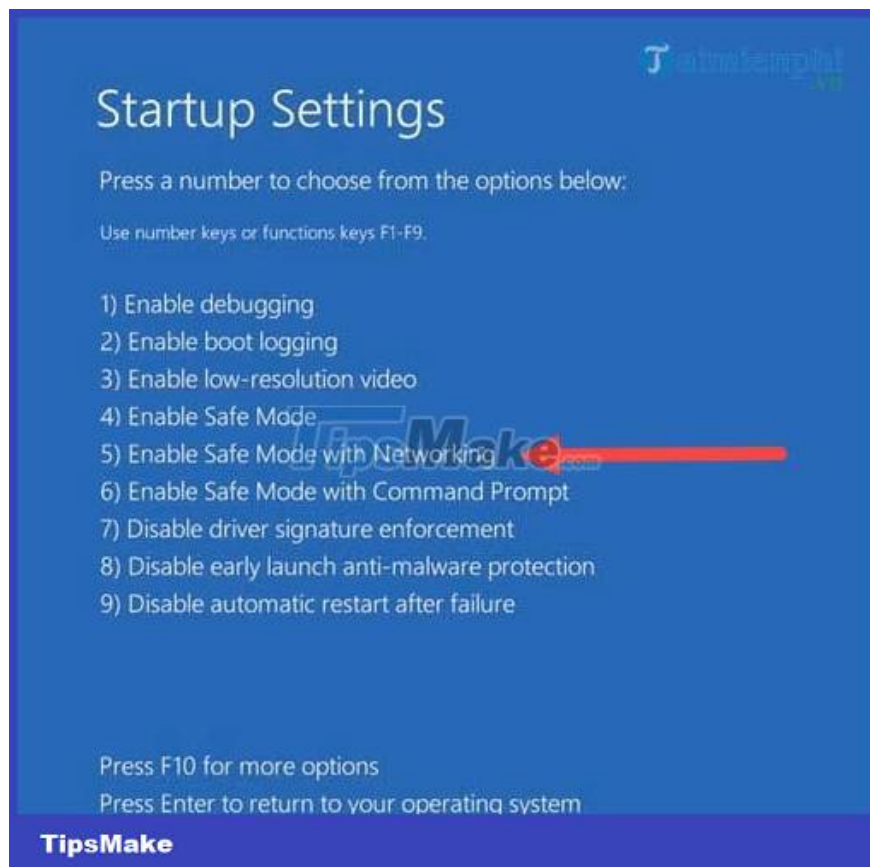 Taimienphi
.vn
Startup Settings
Press a number to choose from the options below:
Use number keys or functions keys F1-F9.
1) Enable debugging
2) Enable boot logging
3) Enable low-resolution video
4) Enable Safe Mode
5) Enable Safe Mode with Networking
TipsMake.com
6) Enable Safe Mode with Command Prompt
7) Disable driver signature enforcement
8) Disable early launch anti-malware protection
9) Disable automatic restart after failure
Press F10 for more options
Press Enter to return to your operating system
TipsMake